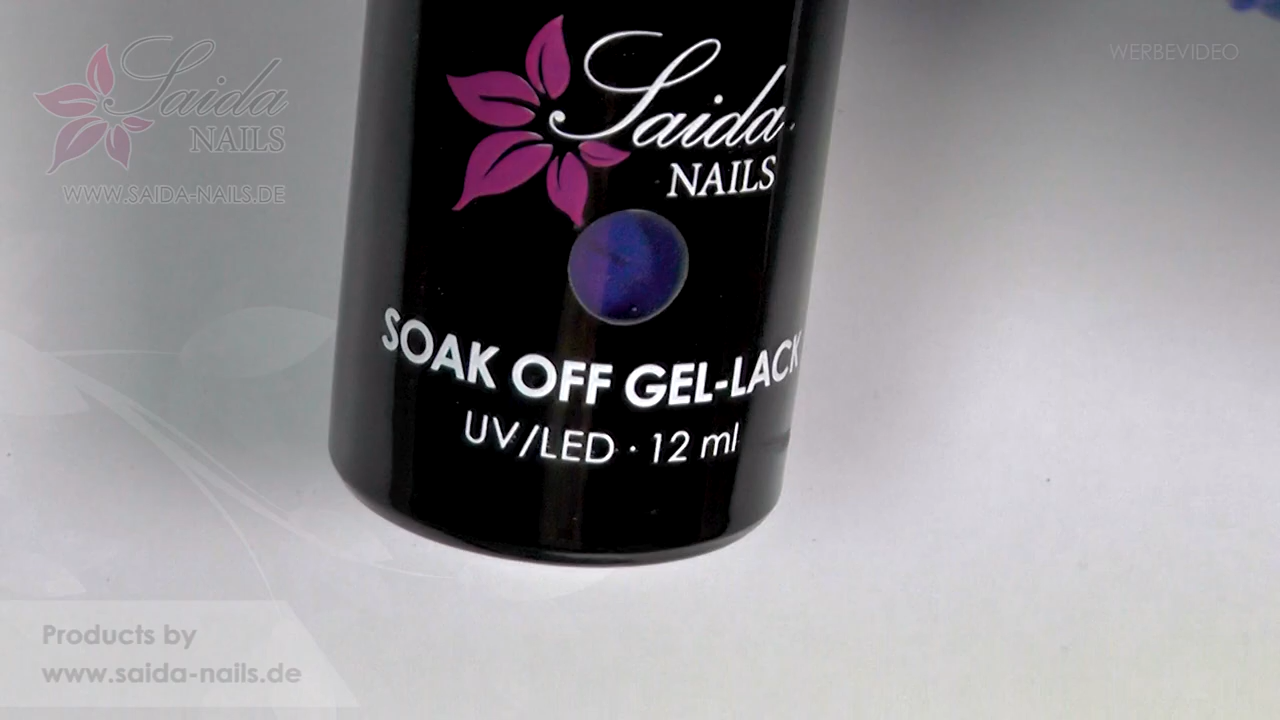 Saida
NAILS
WWW.SAIDA-NAILS.DE
WERBEVIDEO
Saida
NAILS
SOAK OFF GEL-LACK
UV/LED · 12 ml
Products by
www.saida-nails.de